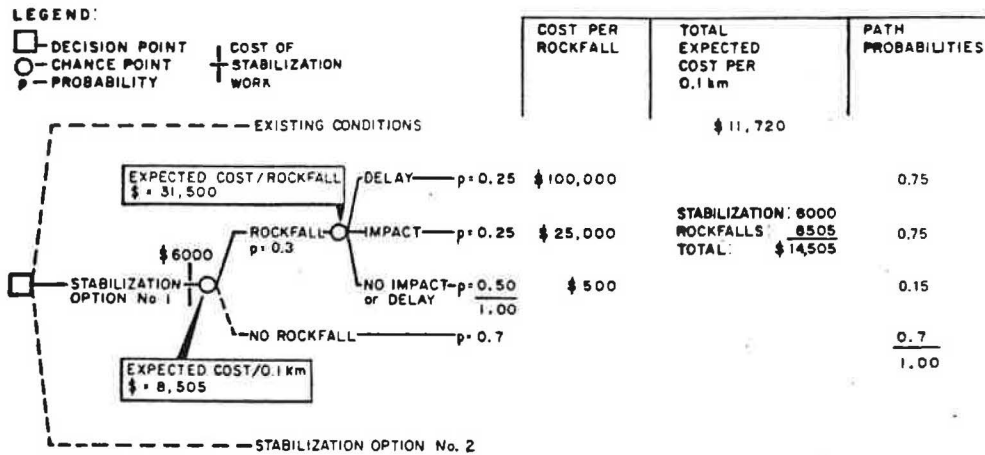 LEGEND:
DECISION POINT
CHANCE POINT
p - PROBABILITY
COST OF
STABILIZATION
WORK
COST PER
ROCKFALL
TOTAL
EXPECTED
COST PER
0.1 km
PATH
PROBABILITIES
EXISTING CONDITIONS
$11,720
EXPECTED COST/ROCKFALL
$ = 31,500
DELAY p=0.25 $100,000 0.75
ROCKFALL
p=0.3
IMPACT p=0.25 $25,000 0.75
STABILIZATION: 6000
ROCKFALLS: 8505
TOTAL: $14,505
$6000
STABILIZATION
OPTION No 1
NO IMPACT
or DELAY
p=0.50 $500 0.15
1.00
NO ROCKFALL p=0.7 0.7
1.00
EXPECTED COST/0.1 km
$ = 8,505
STABILIZATION OPTION No. 2